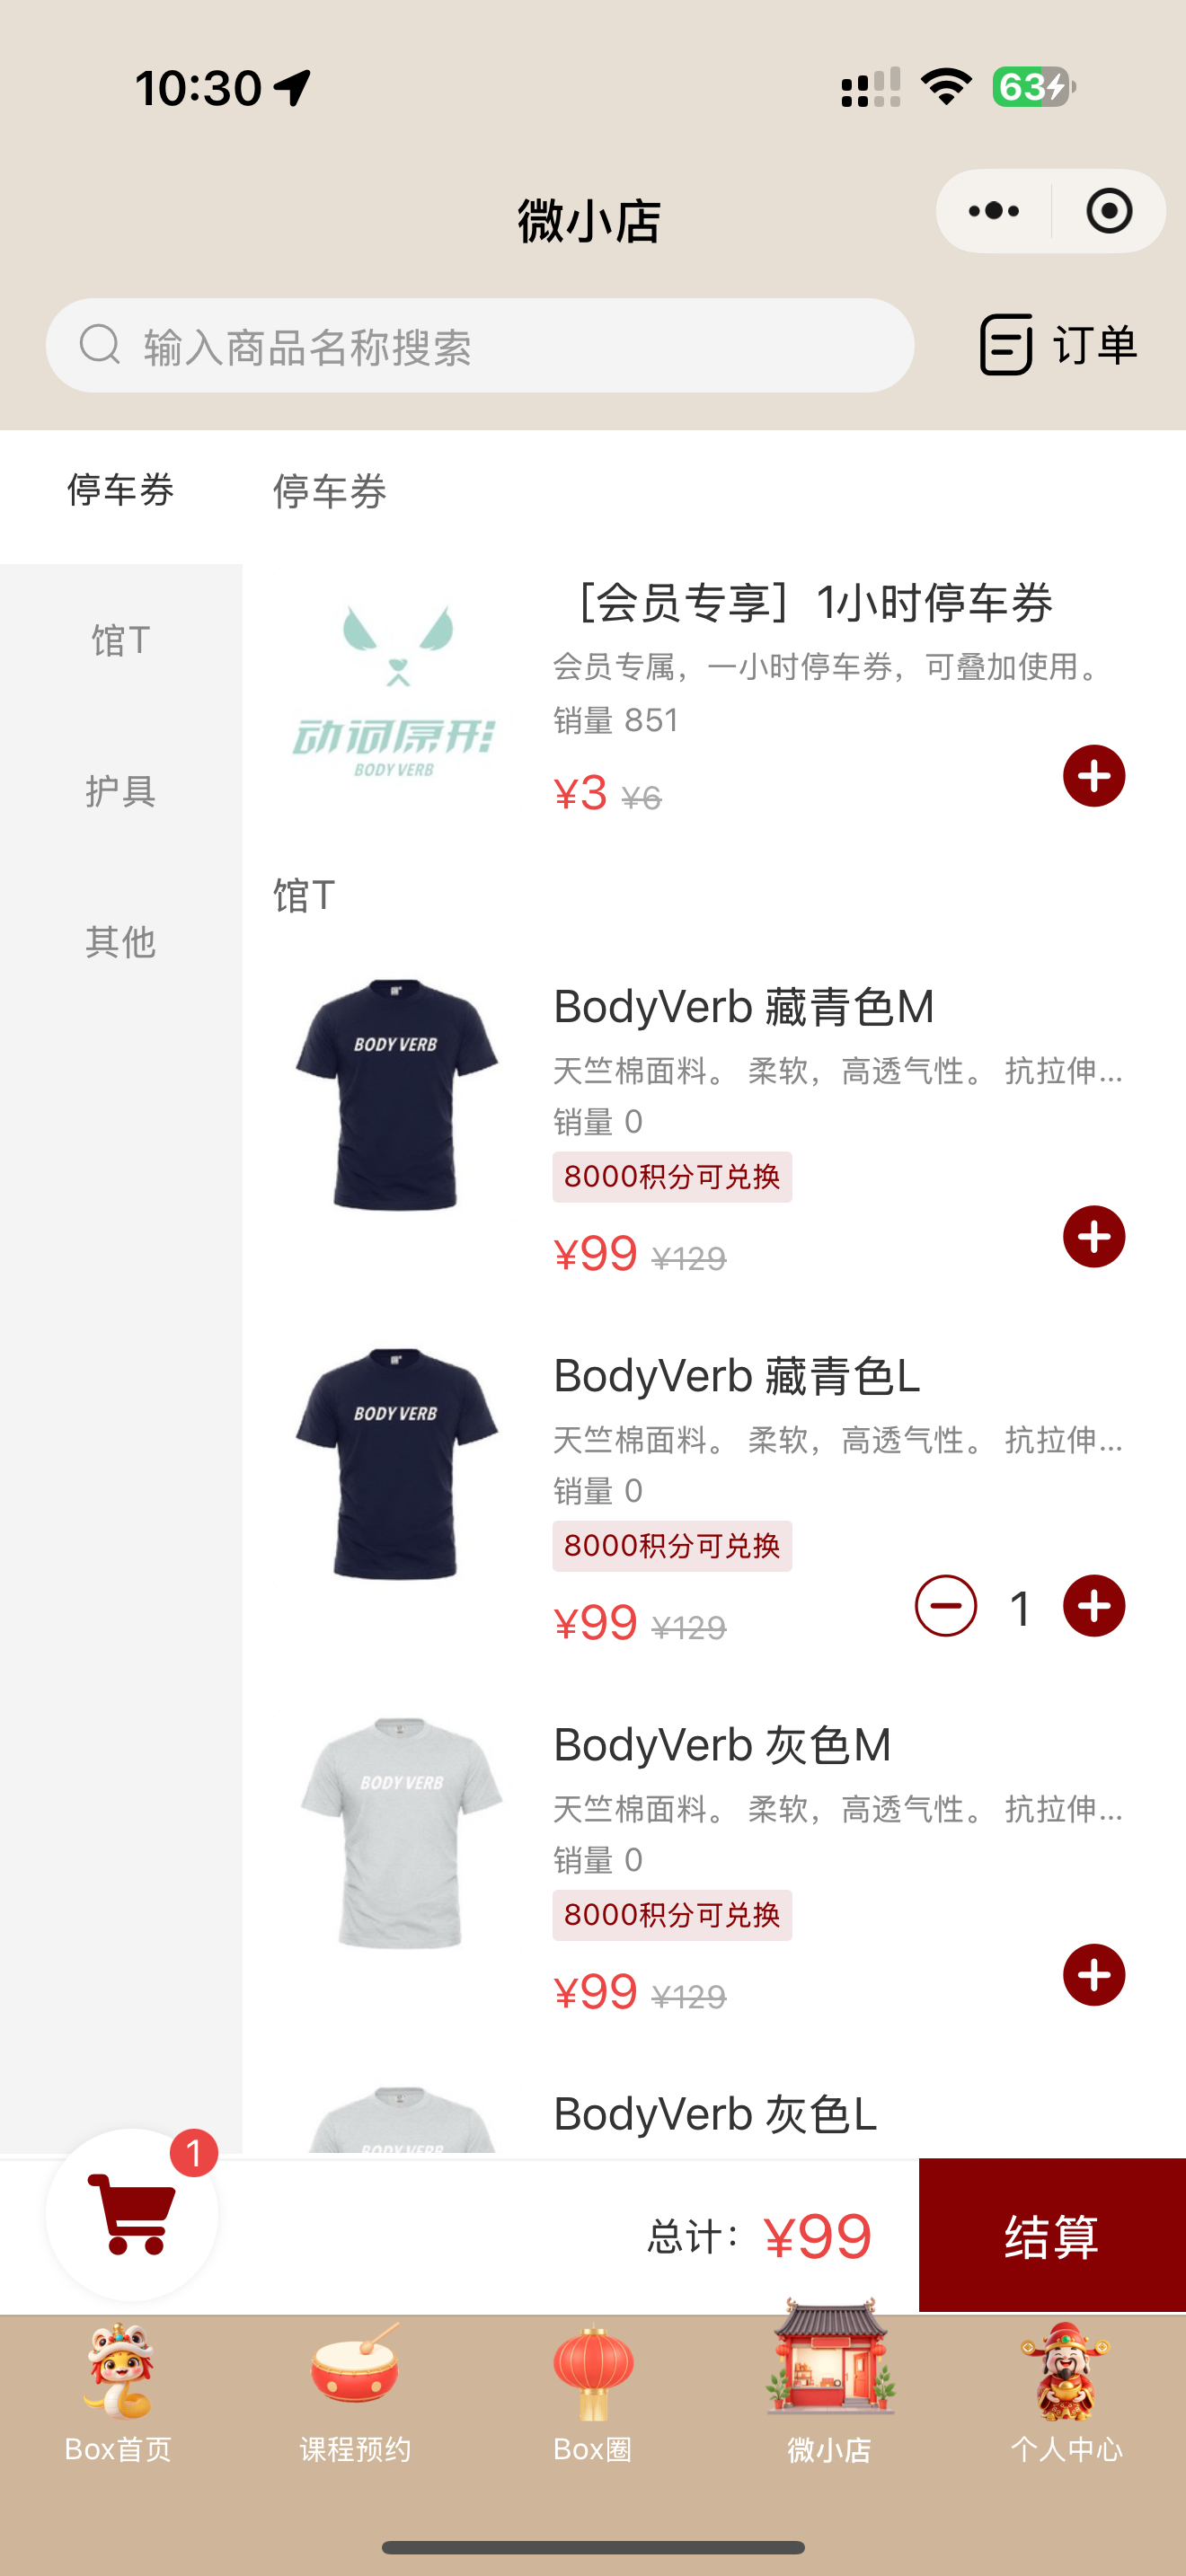 10:30
63
微小店
输入商品名称搜索
订单
停车券
馆T
护具
其他
停车券
动词原形
BODY VERB
[会员专享] 1小时停车券
会员专属，一小时停车券，可叠加使用。
销量 851
¥3 ¥6
馆T
BODY VERB
BodyVerb 藏青色M
天竺棉面料。 柔软，高透气性。 抗拉伸...
销量 0
8000积分可兑换
¥99 ¥129
BODY VERB
BodyVerb 藏青色L
天竺棉面料。 柔软，高透气性。 抗拉伸...
销量 0
8000积分可兑换
¥99 ¥129
1
BODY VERB
BodyVerb 灰色M
天竺棉面料。 柔软，高透气性。 抗拉伸...
销量 0
8000积分可兑换
¥99 ¥129
BODY VERB
BodyVerb 灰色L
1
总计：¥99
结算
Box首页
课程预约
Box圈
微小店
个人中心